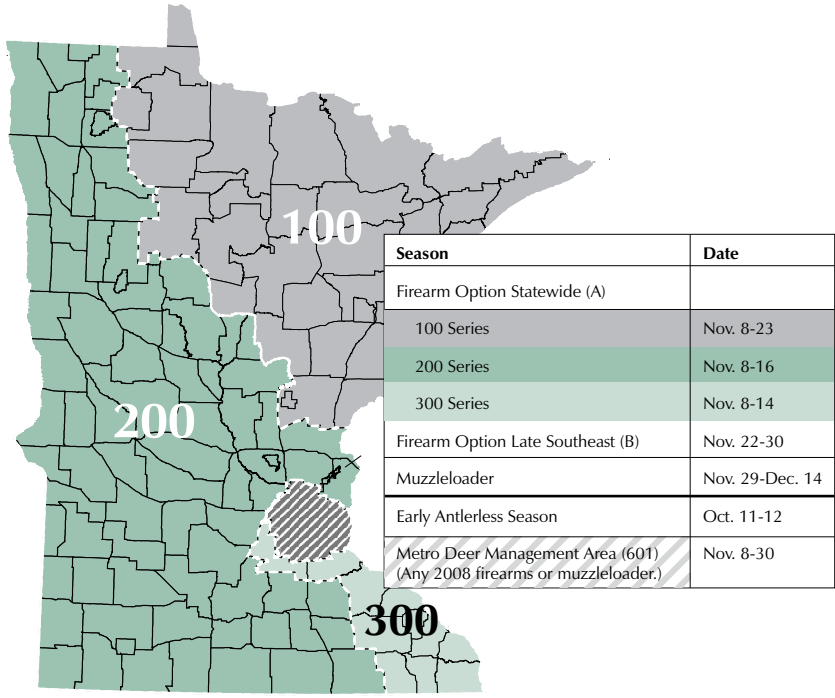 100
200
300
Season Date
Firearm Option Statewide (A)
100 Series Nov. 8-23
200 Series Nov. 8-16
300 Series Nov. 8-14
Firearm Option Late Southeast (B) Nov. 22-30
Muzzleloader Nov. 29-Dec. 14
Early Antlerless Season Oct. 11-12
Metro Deer Management Area (601) Nov. 8-30
(Any 2008 firearms or muzzleloader.)